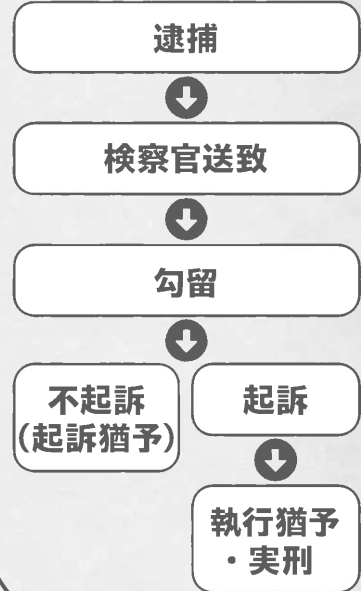 逮捕
検察官送致
勾留
不起訴
(起訴猶予)
起訴
執行猶予
・実刑